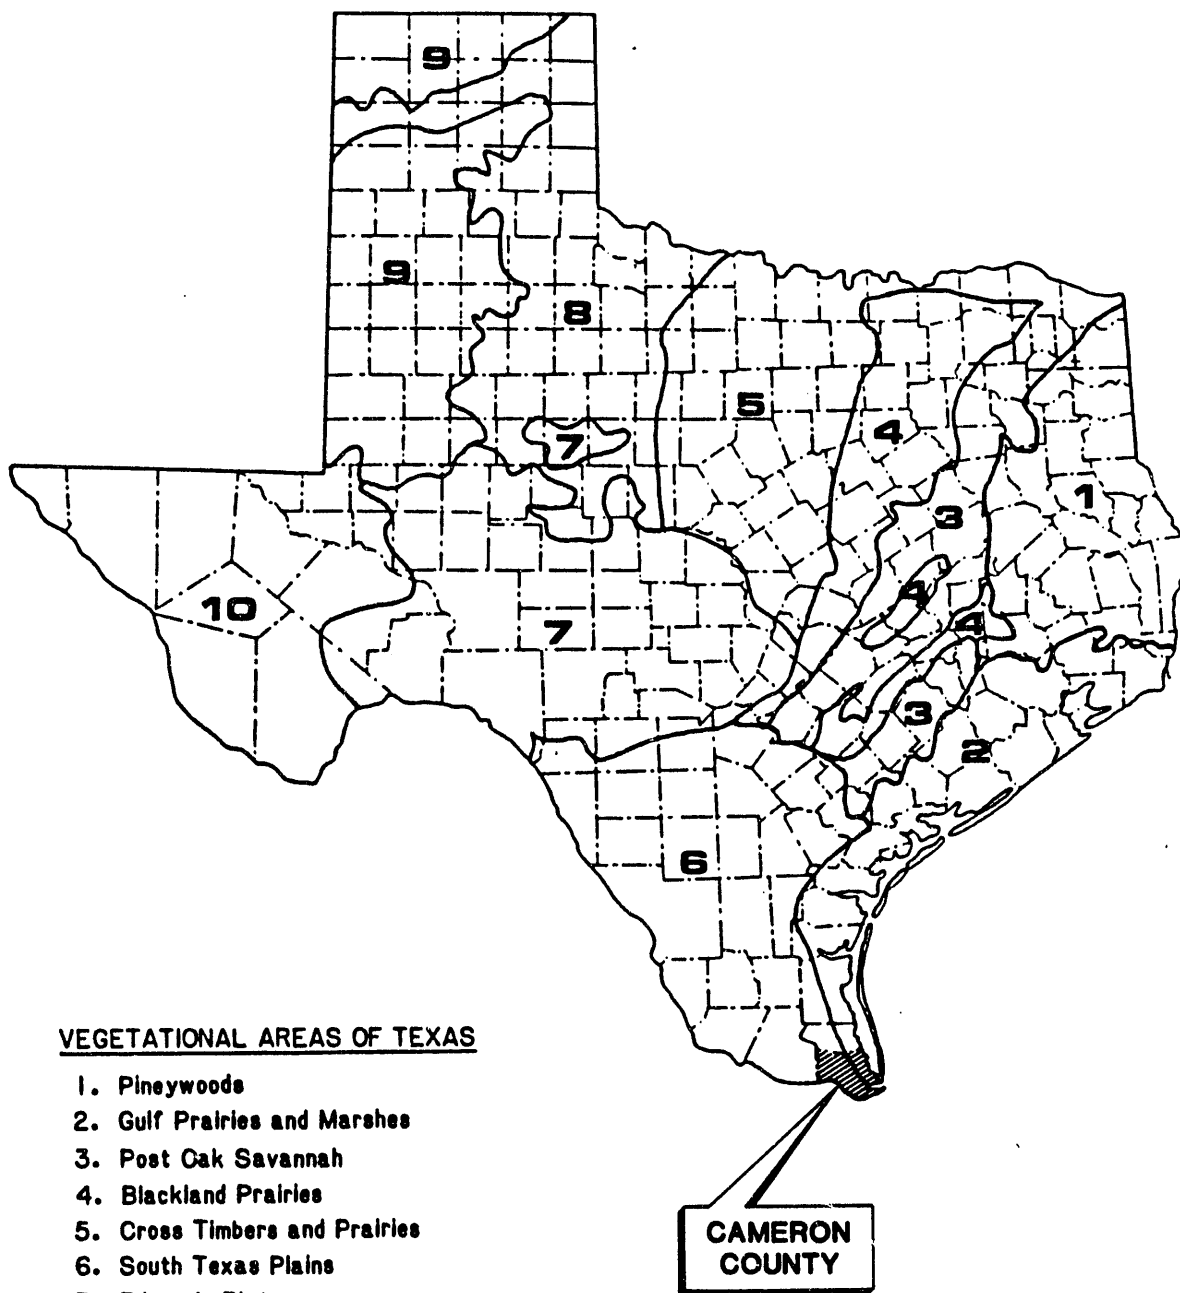 9
9
8
5
4
7
1
3
10
4
7
4
3
2
6
VEGETATIONAL AREAS OF TEXAS
1. Pineywoods
2. Gulf Prairies and Marshes
3. Post Oak Savannah
4. Blackland Prairies
5. Cross Timbers and Prairies
6. South Texas Plains
CAMERON
COUNTY